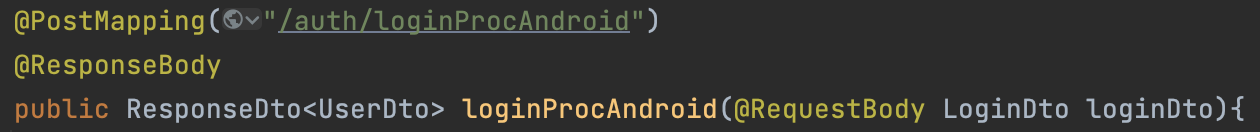 @PostMapping("/auth/loginProcAndroid")
@ResponseBody
public ResponseDto<UserDto> loginProcAndroid(@RequestBody LoginDto loginDto){